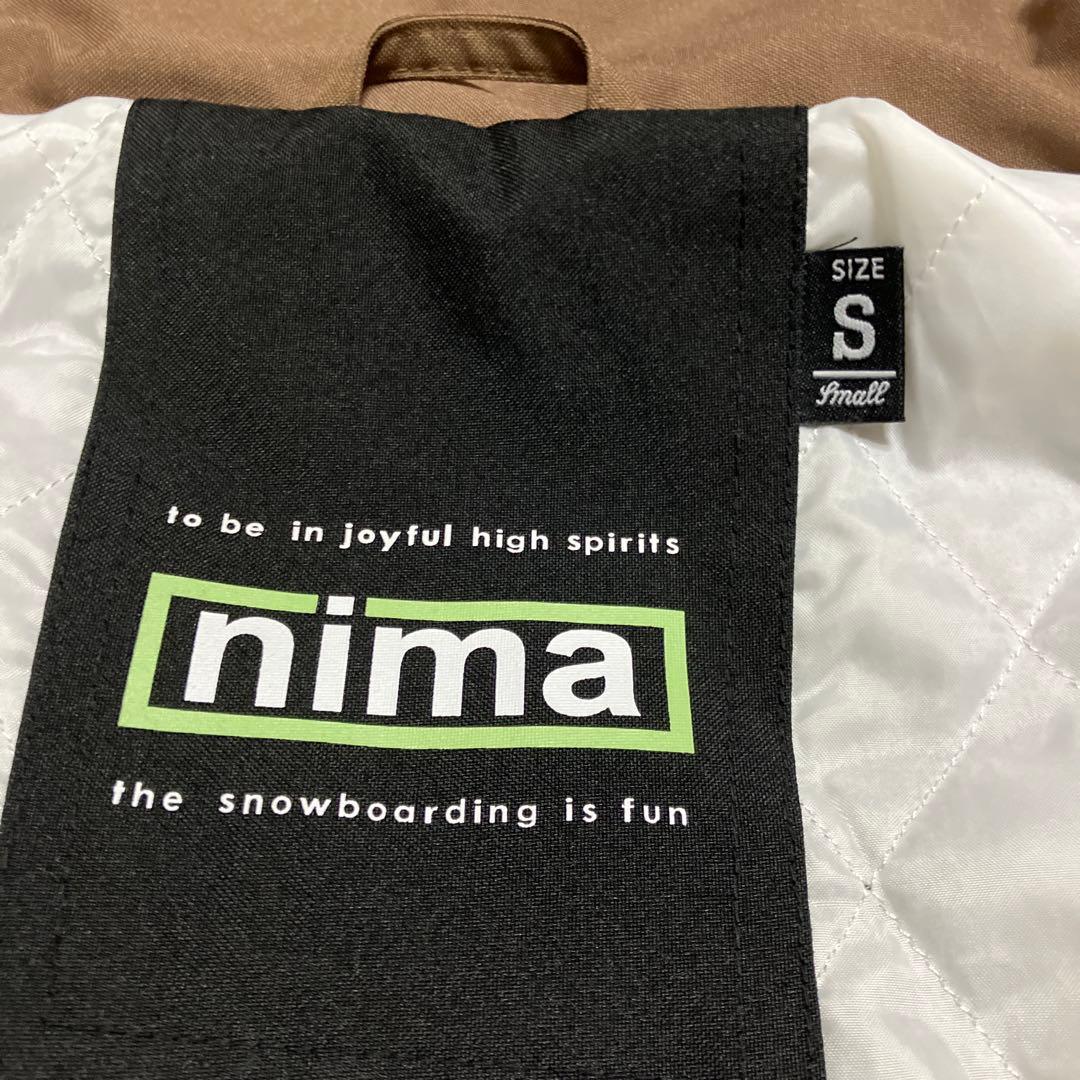 SIZE
S
Small
to be in joyful high spirits
nima
the snowboarding is fun